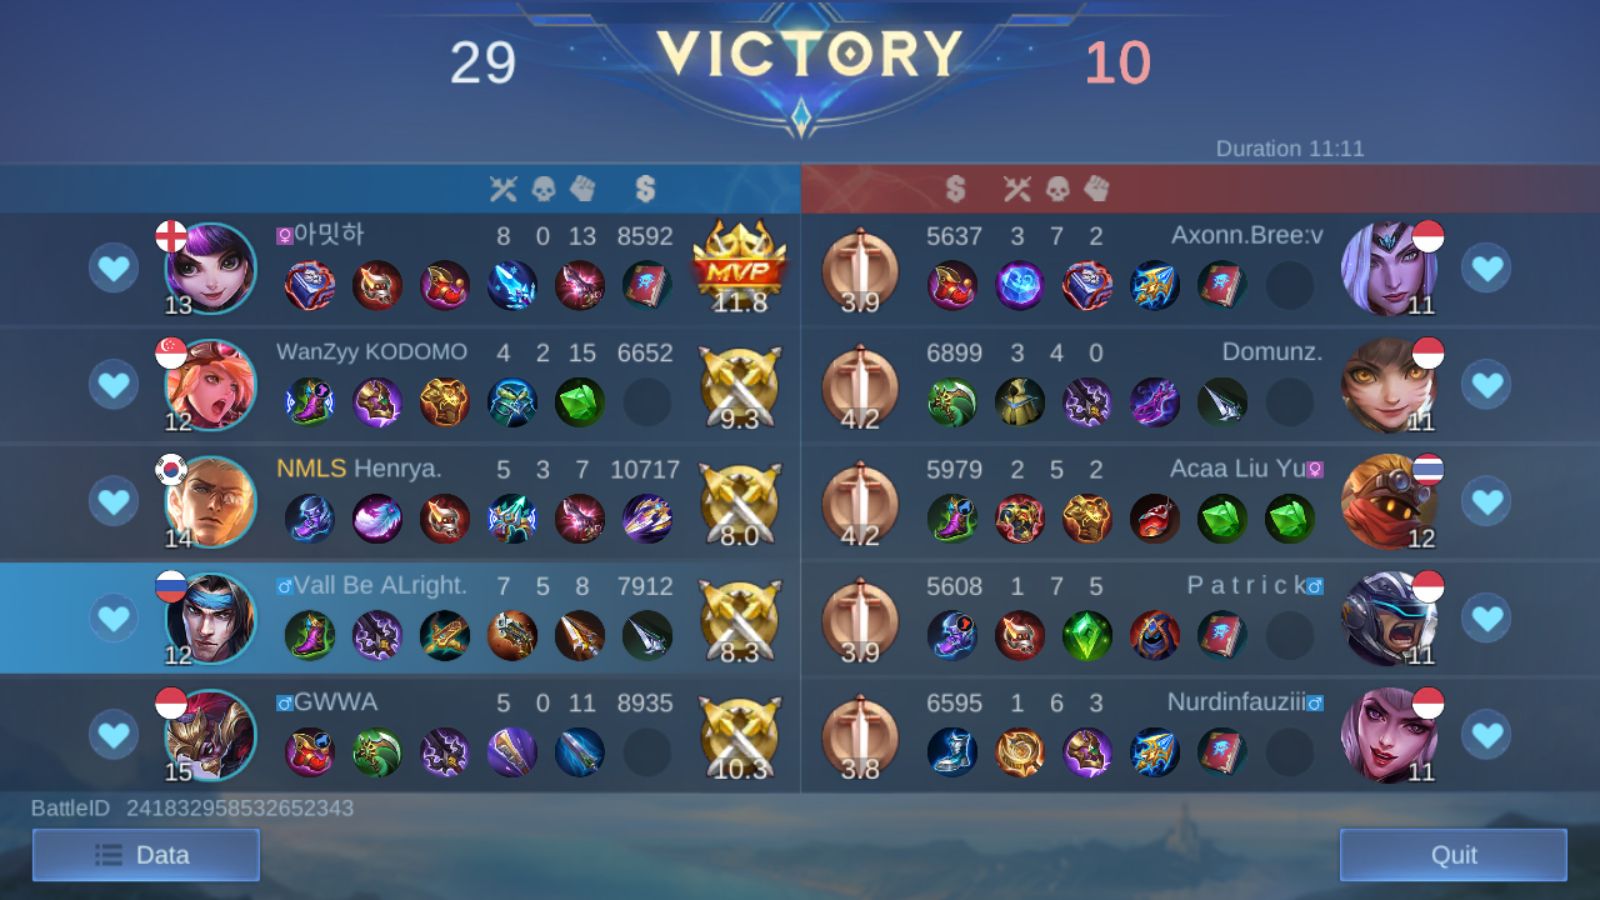 29 VICTORY 10
Duration 11:11
아밋하 8 0 13 8592
13 MVP 11.8
3.9 5637 3 7 2 Axonn.Bree:v
11
WanZyy KODOMO 4 2 15 6652
12 9.3
4.2 6899 3 4 0 Domunz.
11
NMLS Henrya. 5 3 7 10717
14 8.0
4.2 5979 2 5 2 Acaa Liu Yu
12
Vall Be ALright. 7 5 8 7912
12 8.3
3.9 5608 1 7 5 P a t r i c k
11
GWWA 5 0 11 8935
15 10.3
3.8 6595 1 6 3 Nurdinfauziii
11
BattleID 241832958532652343
Data
Quit